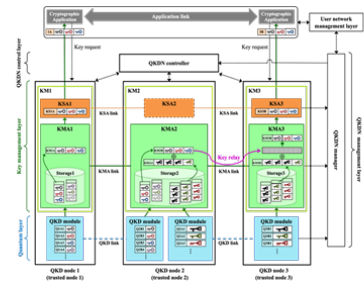 Cryptographic
Application
Application link
Cryptographic
Application
User network
management layer
Key request
Key request
QKDN control layer
QKDN controller
KM1
KM2
KM3
KSA1
KSA link
KSA2
KSA link
KSA3
KMA1
KMA2
KMA3
Key management layer
Key relay
KMA link
KMA link
Storage1
Storage2
Storage3
QKDN manager
QKDN management layer
Quantum layer
QKD module
QKD link
QKD module
QKD module
QKD link
QKD module
QKD node 1
(trusted node 1)
QKD node 2
(trusted node 2)
QKD node 3
(trusted node 3)